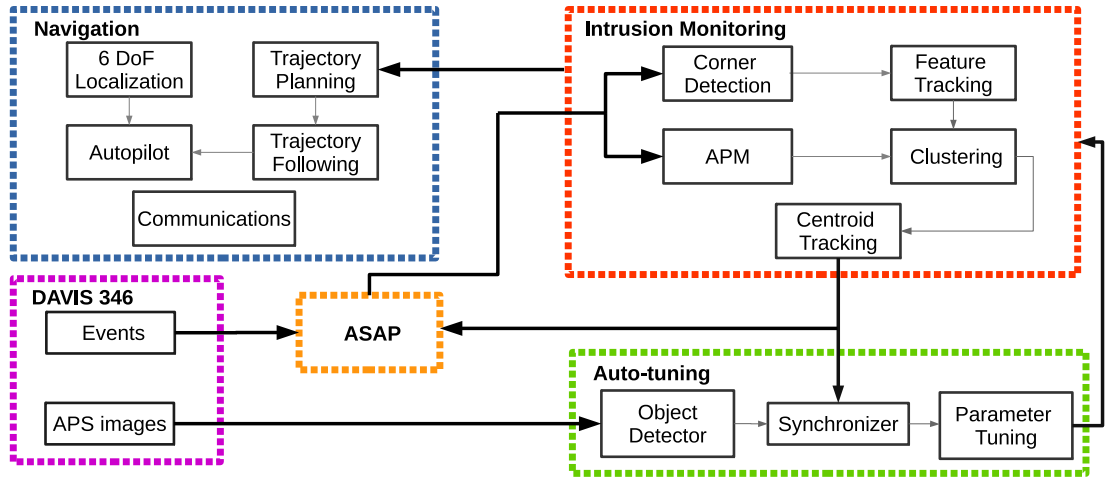 Navigation
6 DoF
Localization
Trajectory
Planning
Autopilot
Trajectory
Following
Communications
Intrusion Monitoring
Corner
Detection
Feature
Tracking
APM
Clustering
Centroid
Tracking
DAVIS 346
Events
APS images
ASAP
Auto-tuning
Object
Detector
Synchronizer
Parameter
Tuning